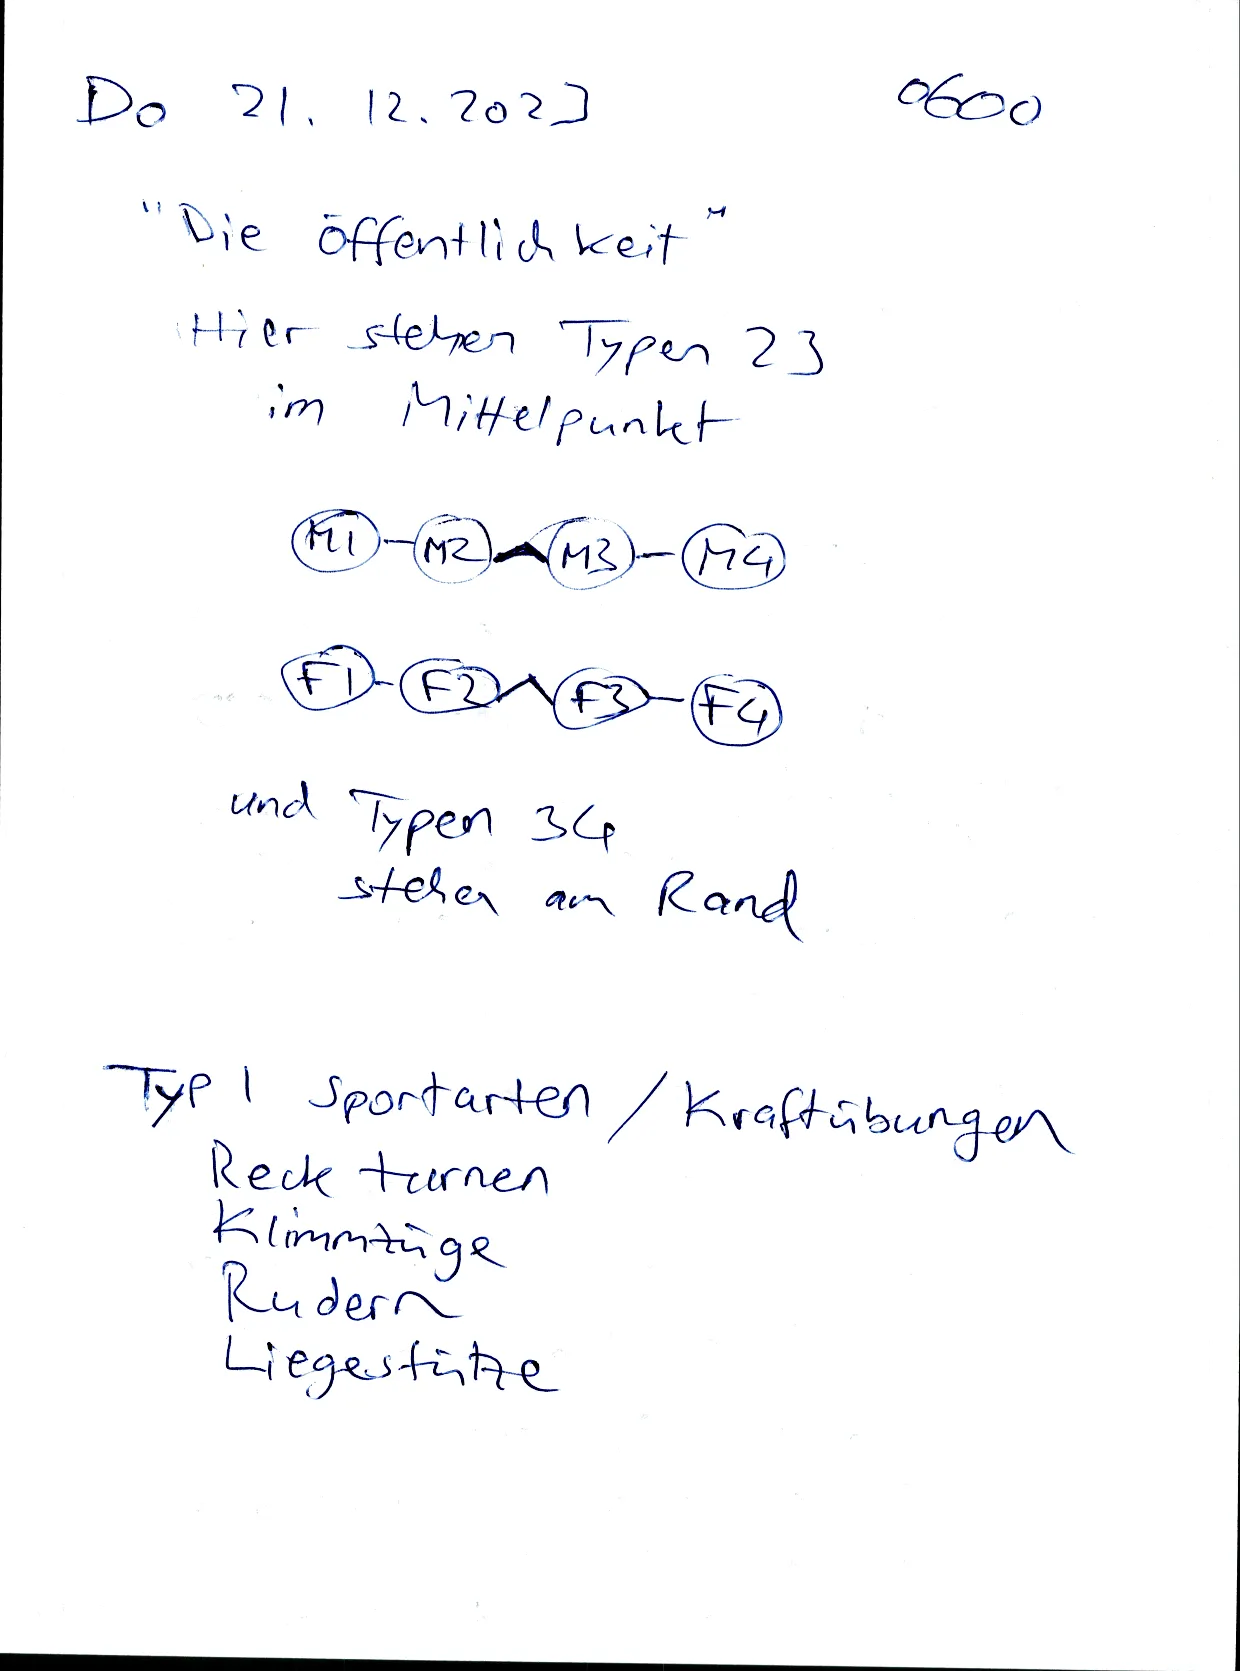 Do 21. 12. 2023 0600
"Die öffentlichkeit"
Hier stehen Typen 23
im Mittelpunkt
M1 M2 M3 M4
F1 F2 F3 F4
und Typen 34
stehen am Rand
Typ 1 Sportarten / Kraftübungen
Reck turnen
Klimmzüge
Rudern
Liegestütze